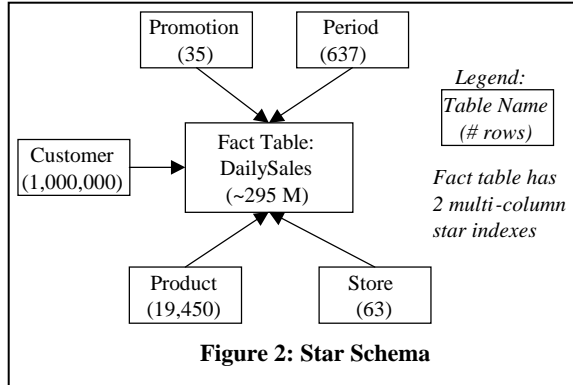 Promotion
(35)
Period
(637)
Legend:
Table Name
(# rows)
Customer
(1,000,000)
Fact Table:
DailySales
(~295 M)
Fact table has
2 multi-column
star indexes
Product
(19,450)
Store
(63)
Figure 2: Star Schema